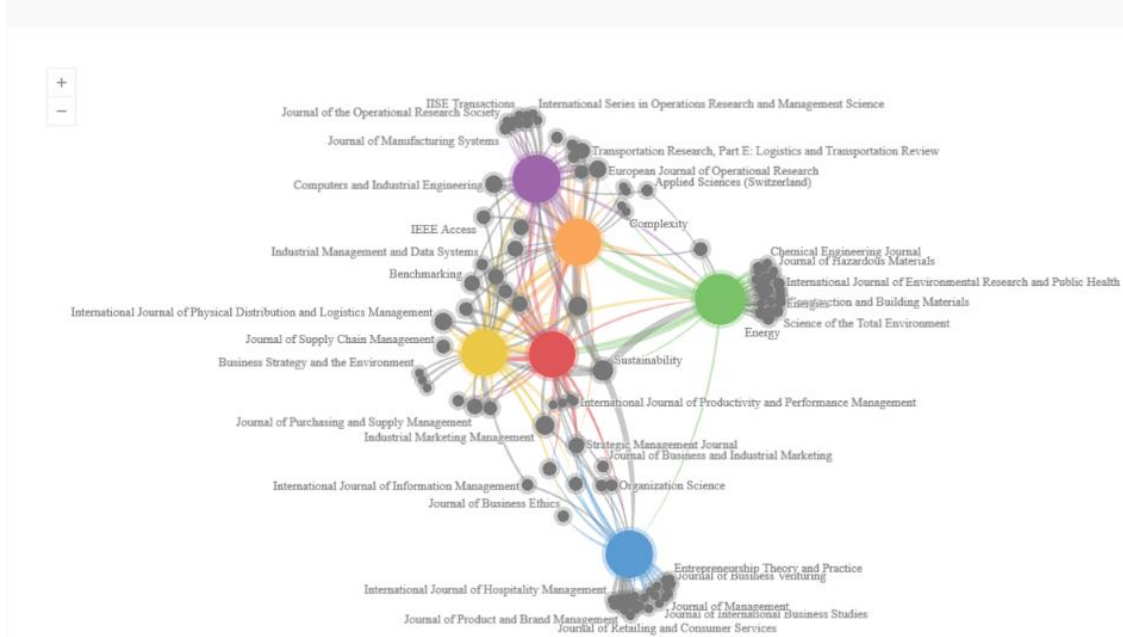 +
−
IISE Transactions
International Series in Operations Research and Management Science
Journal of the Operational Research Society
Journal of Manufacturing Systems
Transportation Research, Part E: Logistics and Transportation Review
European Journal of Operational Research
Computers and Industrial Engineering
Applied Sciences (Switzerland)
Complexity
IEEE Access
Industrial Management and Data Systems
Chemical Engineering Journal
Journal of Hazardous Materials
Benchmarking
International Journal of Environmental Research and Public Health
Energies
Construction and Building Materials
International Journal of Physical Distribution and Logistics Management
Science of the Total Environment
Energy
Journal of Supply Chain Management
Business Strategy and the Environment
Sustainability
International Journal of Productivity and Performance Management
Journal of Purchasing and Supply Management
Industrial Marketing Management
Strategic Management Journal
Journal of Business and Industrial Marketing
International Journal of Information Management
Organization Science
Journal of Business Ethics
Entrepreneurship Theory and Practice
Journal of Business Venturing
International Journal of Hospitality Management
Journal of Management
Journal of International Business Studies
Journal of Product and Brand Management
Journal of Retailing and Consumer Services